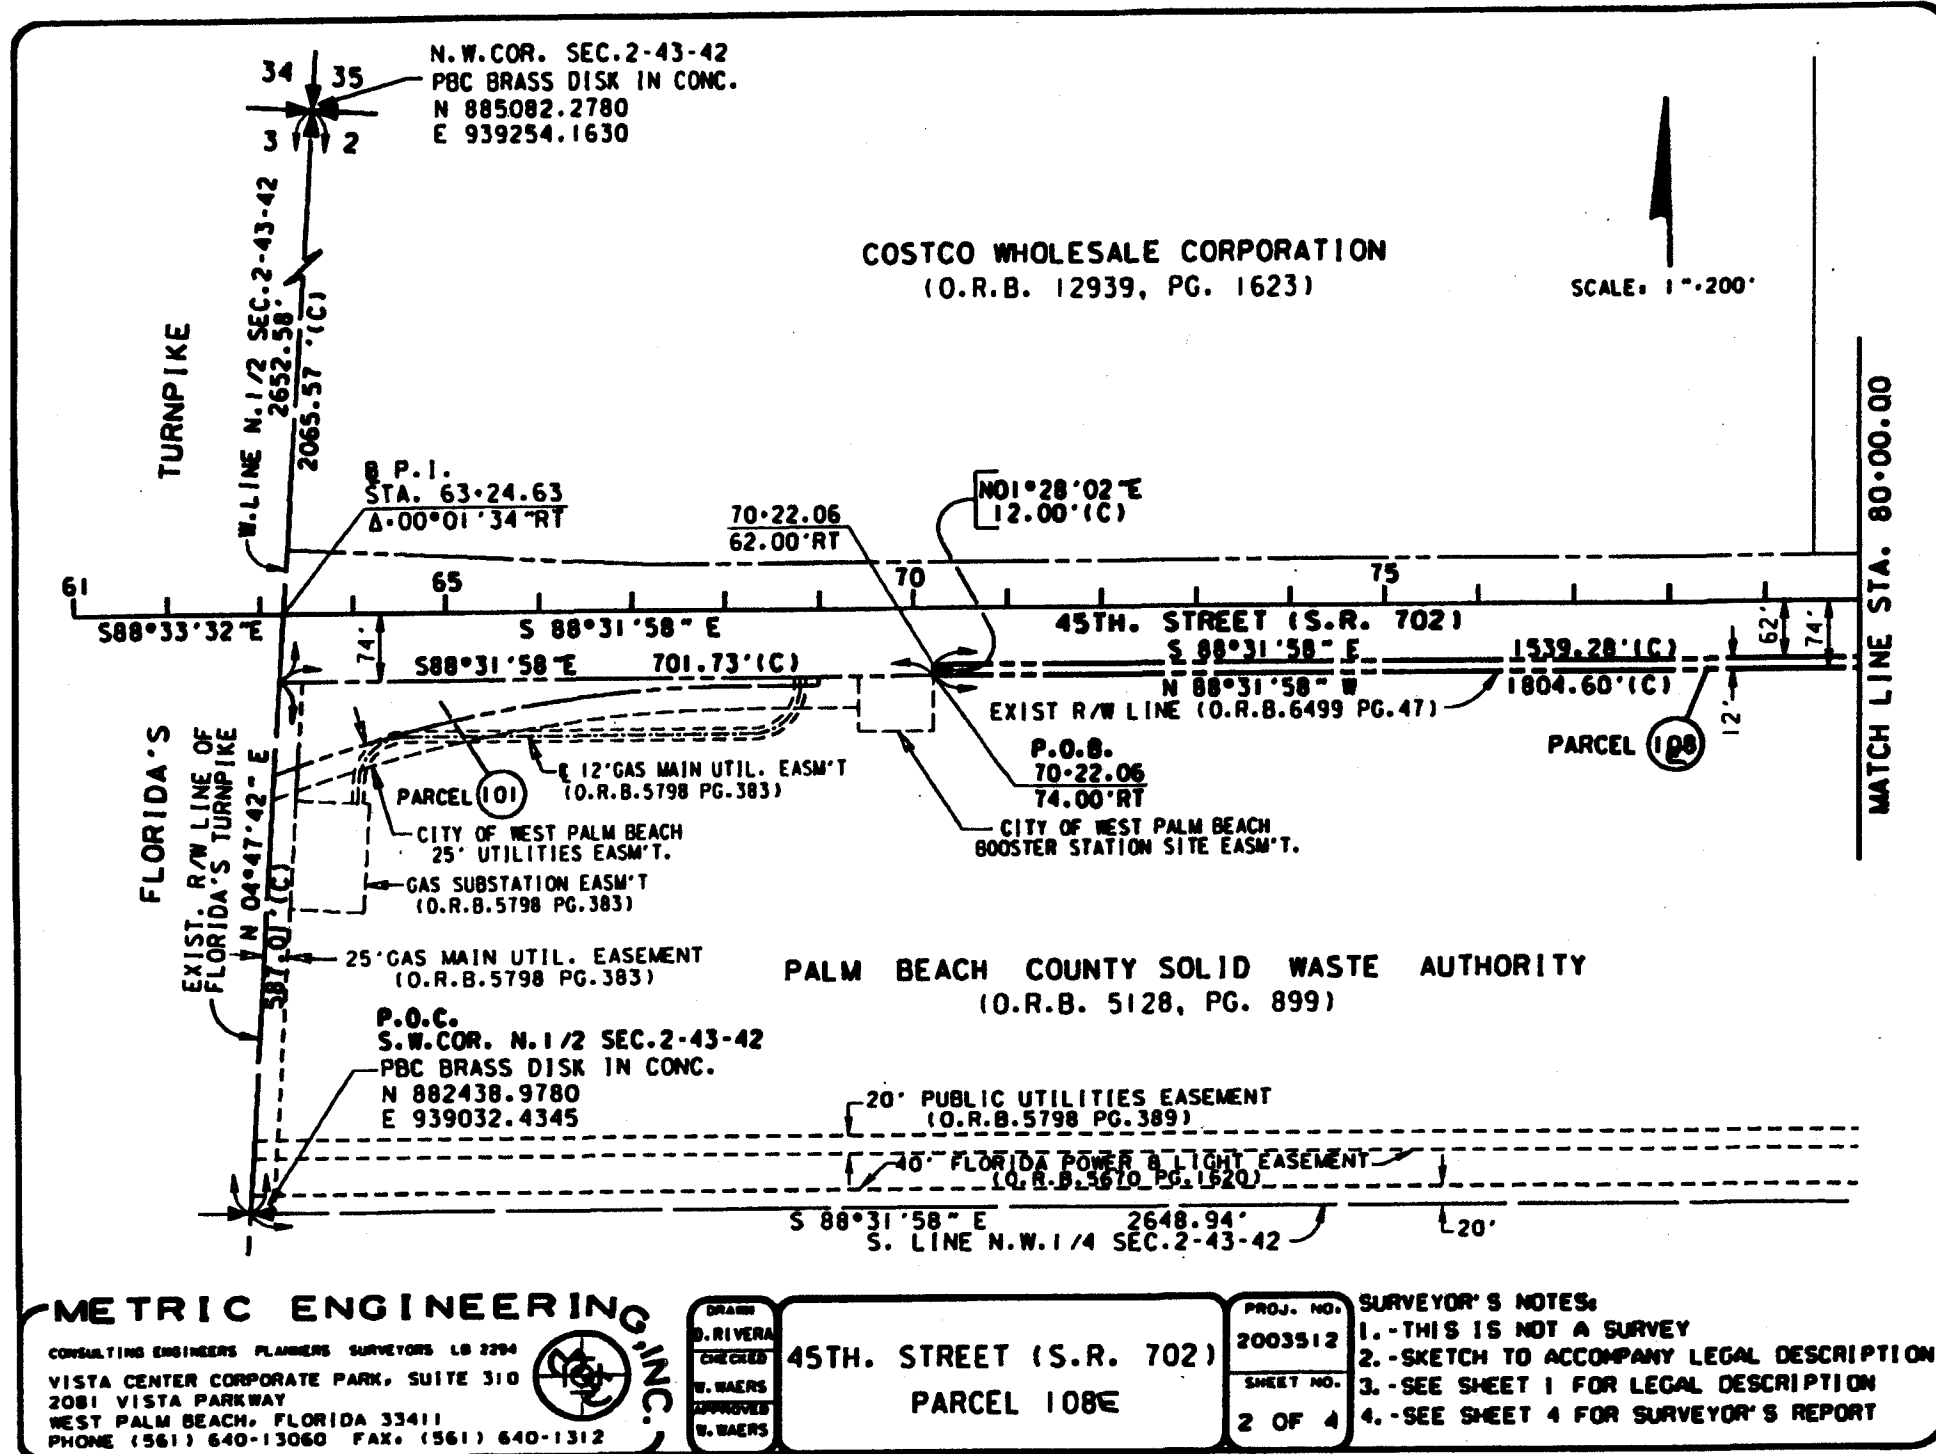 N.W.COR. SEC.2-43-42
PBC BRASS DISK IN CONC.
N 885082.2780
E 939254.1630
34
35
3
2
W.LINE N.1/2 SEC.2-43-42
2652.58'
2065.57 '(C)
TURNPIKE
COSTCO WHOLESALE CORPORATION
(O.R.B. 12939, PG. 1623)
SCALE: 1"=200'
P.I.
STA. 63+24.63
Δ=00°01'34"RT
70+22.06
62.00'RT
N01°28'02"E
12.00'(C)
61
65
70
75
S88°33'32"E
S 88°31'58" E
45TH. STREET (S.R. 702)
74'
S88°31'58"E 701.73'(C)
S 88°31'58" E 1539.28'(C)
N 88°31'58" W 1804.60'(C)
62'
74'
12'
MATCH LINE STA. 80+00.00
EXIST R/W LINE (O.R.B.6499 PG.47)
PARCEL 108
P.O.B.
70+22.06
74.00'RT
12'GAS MAIN UTIL. EASM'T
(O.R.B.5798 PG.383)
PARCEL 101
CITY OF WEST PALM BEACH
25' UTILITIES EASM'T.
CITY OF WEST PALM BEACH
BOOSTER STATION SITE EASM'T.
GAS SUBSTATION EASM'T
(O.R.B.5798 PG.383)
FLORIDA'S
EXIST. R/W LINE OF
FLORIDA'S TURNPIKE
N 04°47'42" E
587.01'(C)
25'GAS MAIN UTIL. EASEMENT
(O.R.B.5798 PG.383)
PALM BEACH COUNTY SOLID WASTE AUTHORITY
(O.R.B. 5128, PG. 899)
P.O.C.
S.W.COR. N.1/2 SEC.2-43-42
PBC BRASS DISK IN CONC.
N 882438.9780
E 939032.4345
20' PUBLIC UTILITIES EASEMENT
(O.R.B.5798 PG.389)
40' FLORIDA POWER & LIGHT EASEMENT
(O.R.B.5670 PG.1620)
S 88°31'58" E 2648.94'
S. LINE N.W.1/4 SEC.2-43-42
20'
METRIC ENGINEERING, INC.
CONSULTING ENGINEERS PLANNERS SURVEYORS LB 2294
VISTA CENTER CORPORATE PARK, SUITE 310
2081 VISTA PARKWAY
WEST PALM BEACH, FLORIDA 33411
PHONE (561) 640-13060 FAX: (561) 640-1312
DRAWN
D.RIVERA
CHECKED
W.WAERS
APPROVED
W.WAERS
45TH. STREET (S.R. 702)
PARCEL 108E
PROJ. NO:
2003512
SHEET NO.
2 OF 4
SURVEYOR'S NOTES:
1.-THIS IS NOT A SURVEY
2.-SKETCH TO ACCOMPANY LEGAL DESCRIPTION
3.-SEE SHEET 1 FOR LEGAL DESCRIPTION
4.-SEE SHEET 4 FOR SURVEYOR'S REPORT